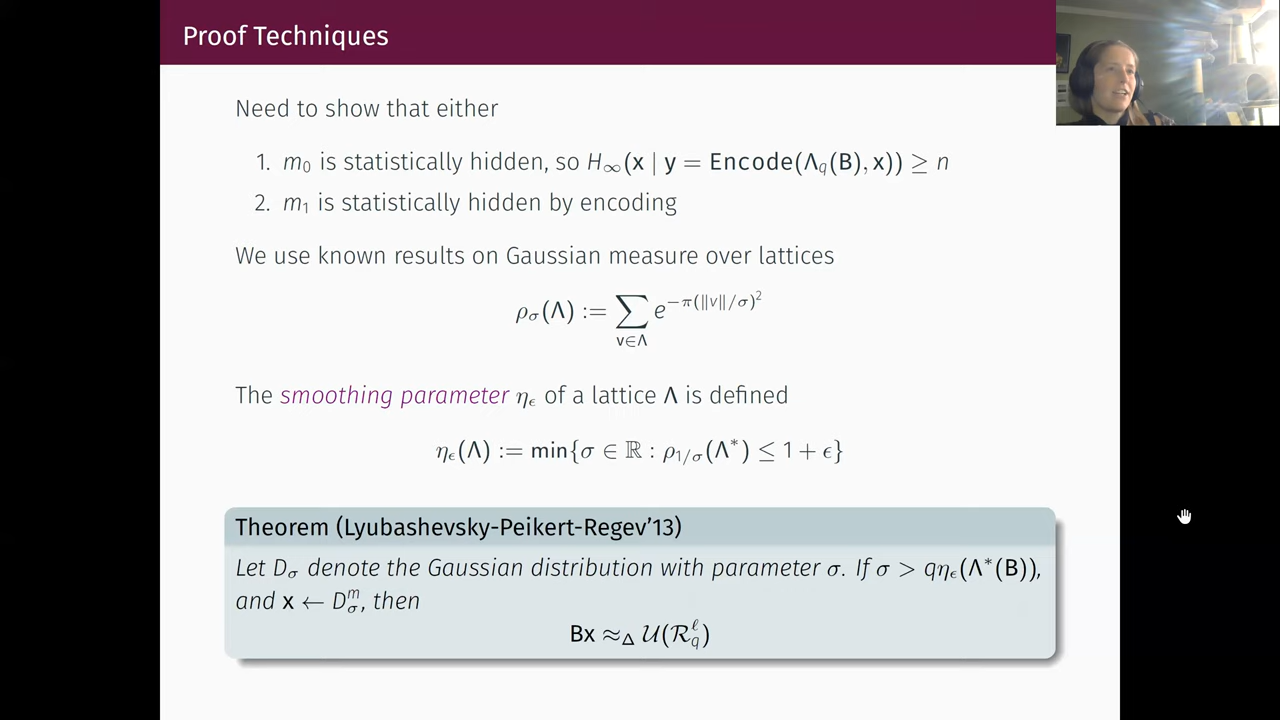 Proof Techniques
Need to show that either
1. m₀ is statistically hidden, so H∞(x | y = Encode(Λq(B), x)) ≥ n
2. m₁ is statistically hidden by encoding
We use known results on Gaussian measure over lattices
ρσ(Λ) := ∑v∈Λ e^{−π(‖v‖/σ)²}
The smoothing parameter ηϵ of a lattice Λ is defined
ηϵ(Λ) := min{σ ∈ ℝ : ρ1/σ(Λ*) ≤ 1 + ϵ}
Theorem (Lyubashevsky-Peikert-Regev’13)
Let Dσ denote the Gaussian distribution with parameter σ. If σ > qηϵ(Λ*(B)),
and x ← Dσ^m, then
Bx ≈Δ 𝒰(ℛq^ℓ)